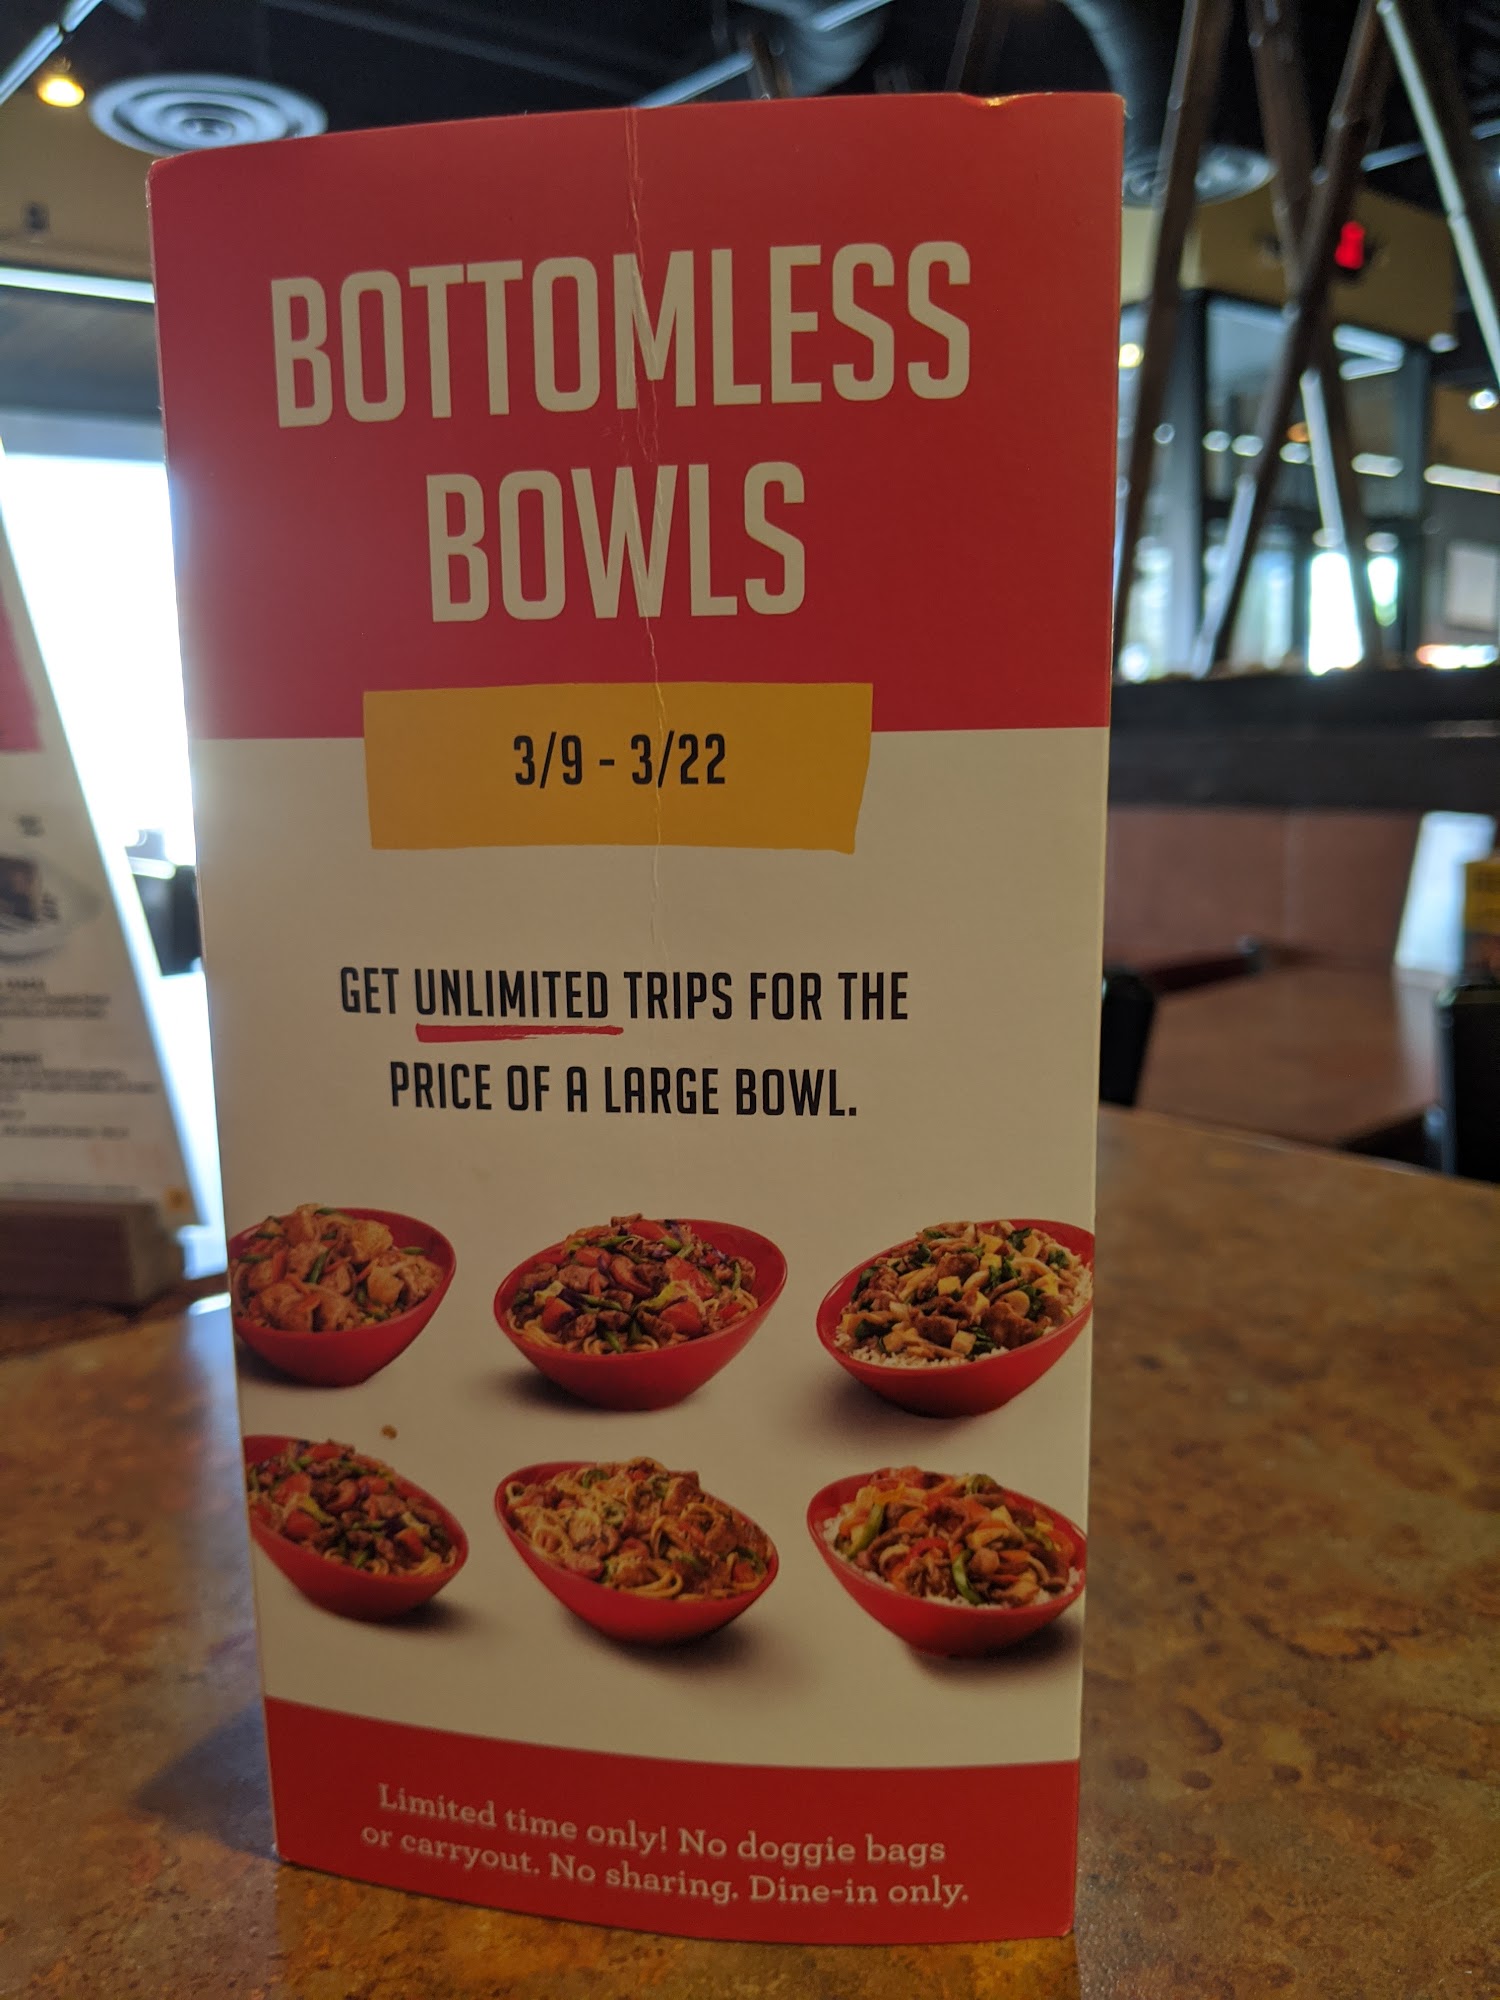 BOTTOMLESS
BOWLS
3/9 - 3/22
GET UNLIMITED TRIPS FOR THE
PRICE OF A LARGE BOWL.
Limited time only! No doggie bags
or carryout. No sharing. Dine-in only.